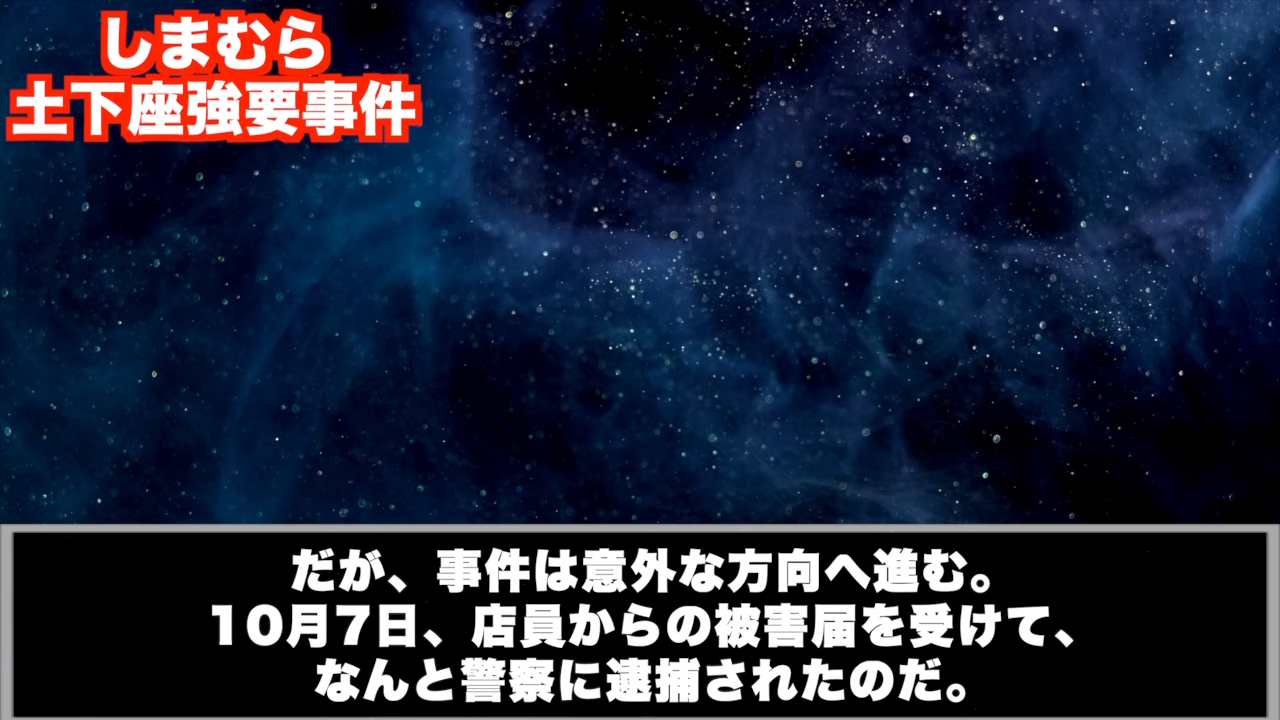 しまむら
土下座強要事件
だが、事件は意外な方向へ進む。
10月7日、店員からの被害届を受けて、
なんと警察に逮捕されたのだ。